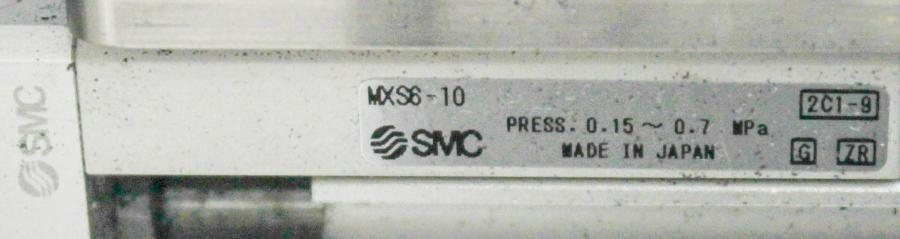 SMC
MXS6-10
2C1-9
SMC
PRESS. 0.15～0.7 MPa
MADE IN JAPAN
G ZR